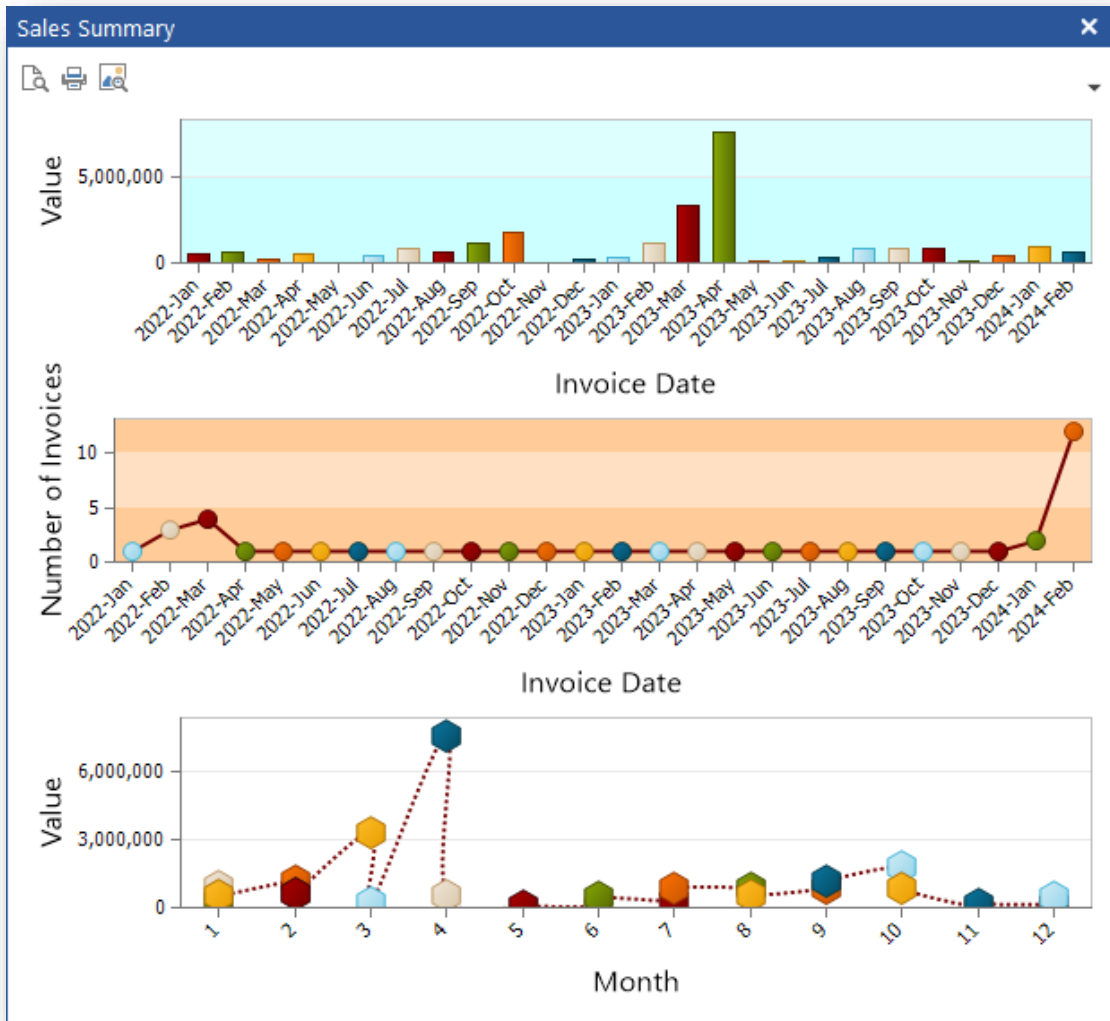 Sales Summary
Value
5,000,000
0
2022-Jan 2022-Feb 2022-Mar 2022-Apr 2022-May 2022-Jun 2022-Jul 2022-Aug 2022-Sep 2022-Oct 2022-Nov 2022-Dec 2023-Jan 2023-Feb 2023-Mar 2023-Apr 2023-May 2023-Jun 2023-Jul 2023-Aug 2023-Sep 2023-Oct 2023-Nov 2023-Dec 2024-Jan 2024-Feb
Invoice Date
Number of Invoices
10
5
0
2022-Jan 2022-Feb 2022-Mar 2022-Apr 2022-May 2022-Jun 2022-Jul 2022-Aug 2022-Sep 2022-Oct 2022-Nov 2022-Dec 2023-Jan 2023-Feb 2023-Mar 2023-Apr 2023-May 2023-Jun 2023-Jul 2023-Aug 2023-Sep 2023-Oct 2023-Nov 2023-Dec 2024-Jan 2024-Feb
Invoice Date
Value
6,000,000
3,000,000
0
1 2 3 4 5 6 7 8 9 10 11 12
Month